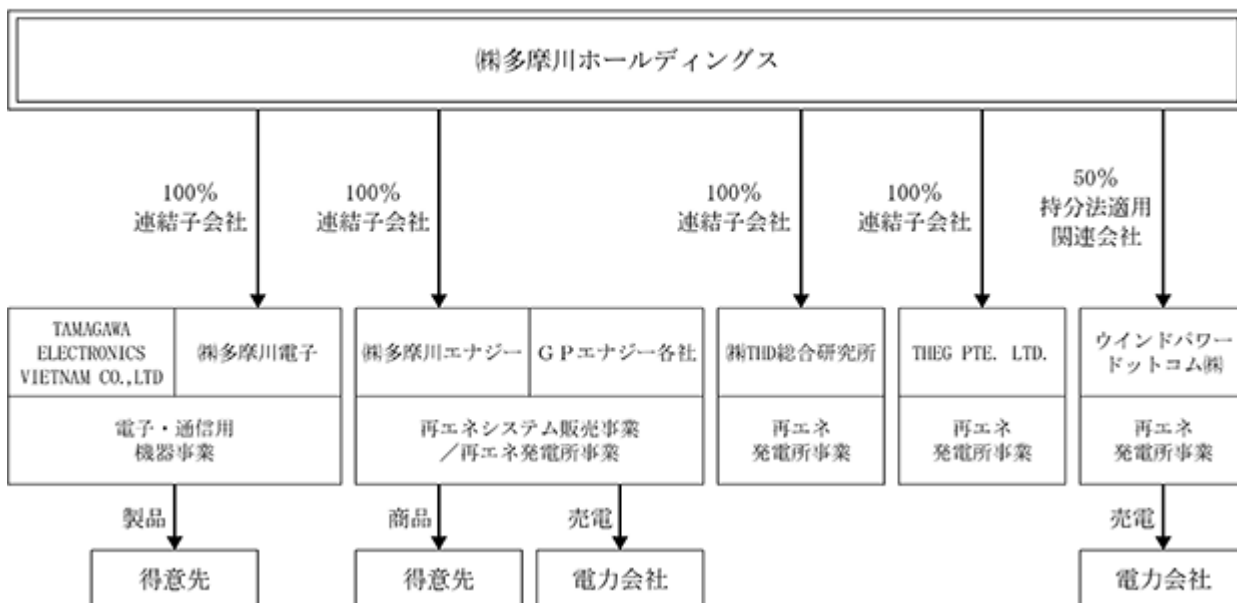 ㈱多摩川ホールディングス
100%
連結子会社
100%
連結子会社
100%
連結子会社
100%
連結子会社
50%
持分法適用
関連会社
TAMAGAWA
ELECTRONICS
VIETNAM CO.,LTD
㈱多摩川電子
㈱多摩川エナジー
ＧＰエナジー各社
㈱THD総合研究所
THEG PTE. LTD.
ウインドパワー
ドットコム㈱
電子・通信用
機器事業
再エネシステム販売事業
／再エネ発電所事業
再エネ
発電所事業
再エネ
発電所事業
再エネ
発電所事業
製品
商品
売電
売電
得意先
得意先
電力会社
電力会社